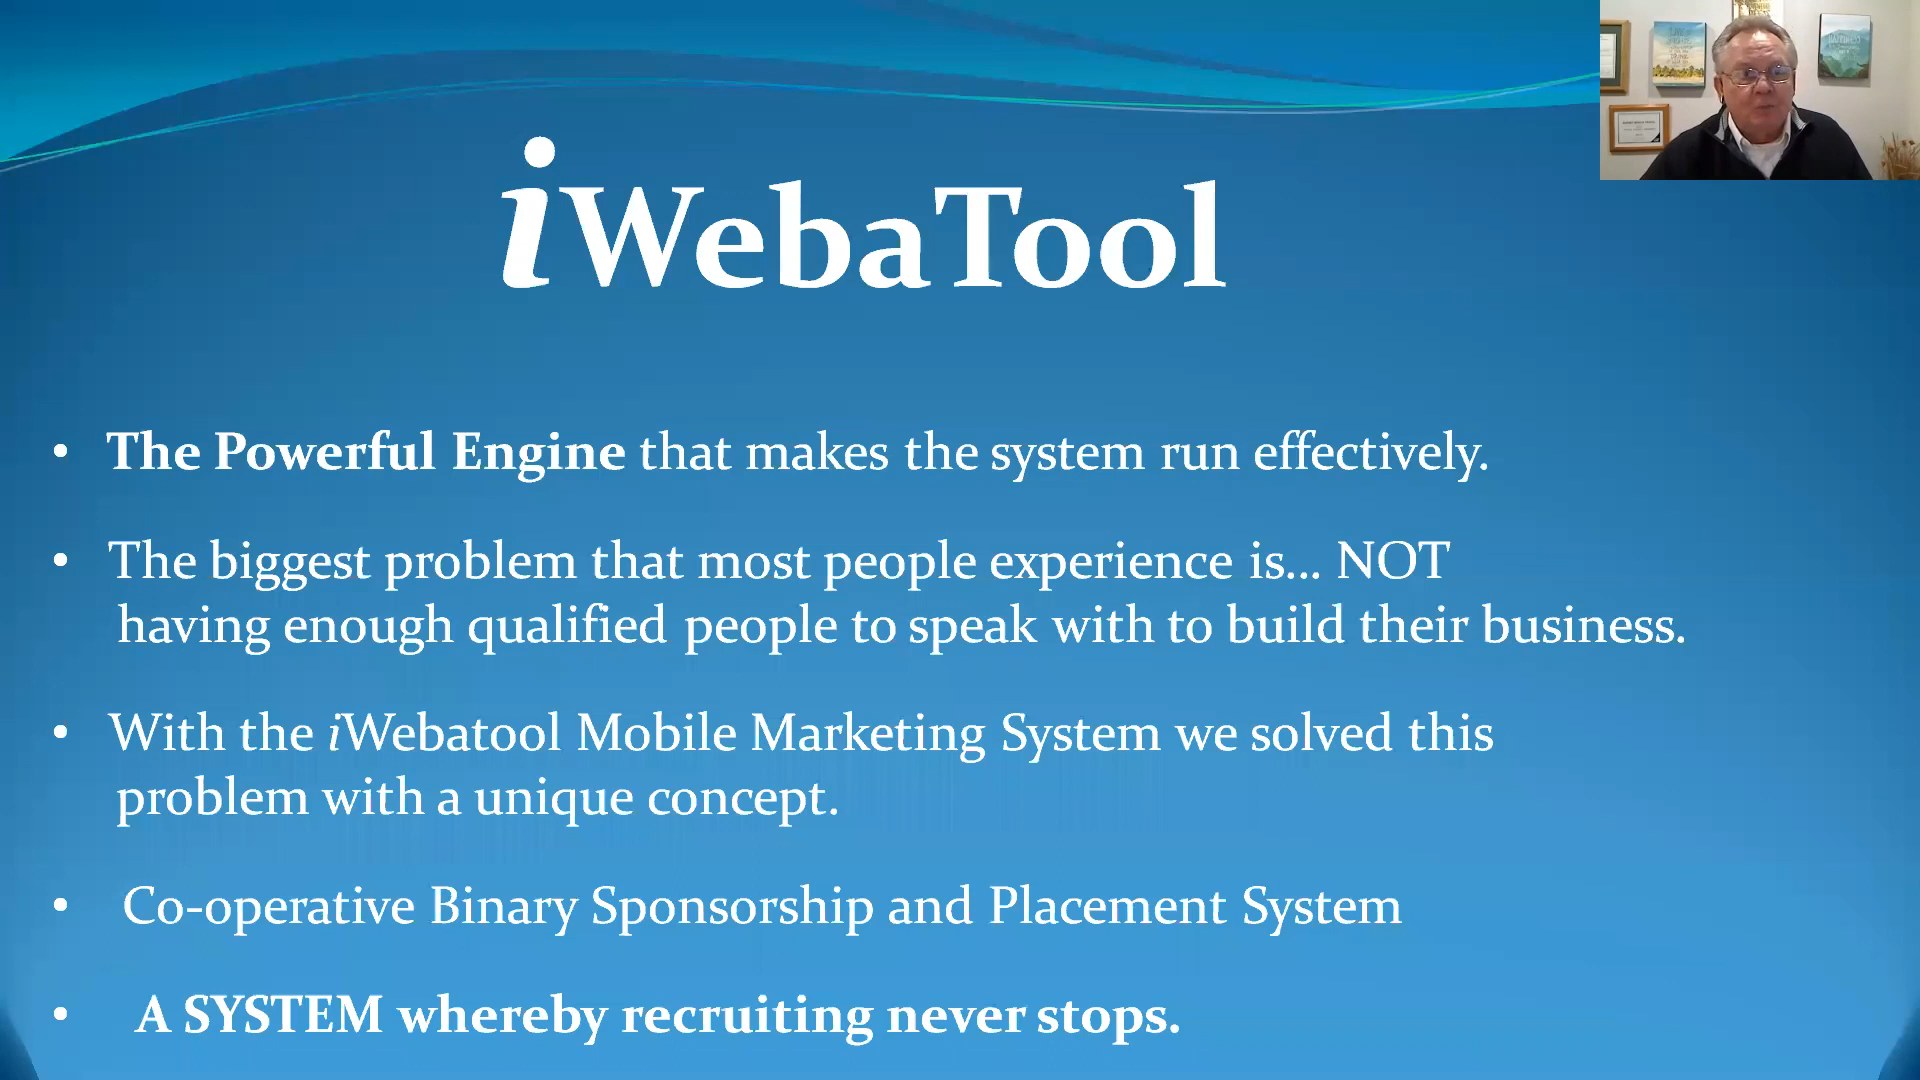 iWebaTool
• The Powerful Engine that makes the system run effectively.
• The biggest problem that most people experience is... NOT
having enough qualified people to speak with to build their business.
• With the iWebatool Mobile Marketing System we solved this
problem with a unique concept.
• Co-operative Binary Sponsorship and Placement System
• A SYSTEM whereby recruiting never stops.